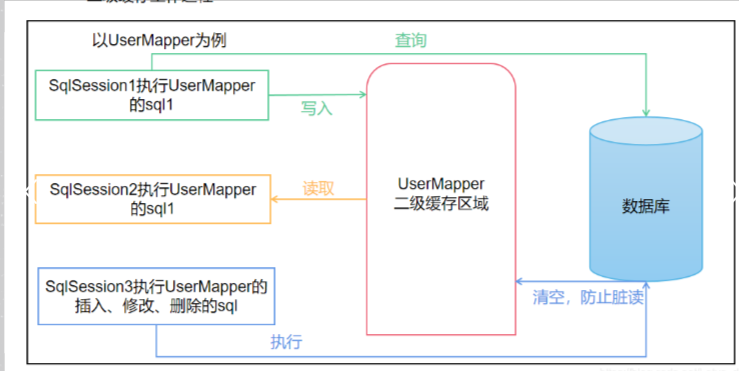 以UserMapper为例
查询
SqlSession1执行UserMapper
的sql1
写入
SqlSession2执行UserMapper
的sql1
读取
UserMapper
二级缓存区域
数据库
SqlSession3执行UserMapper的
插入、修改、删除的sql
清空，防止脏读
执行